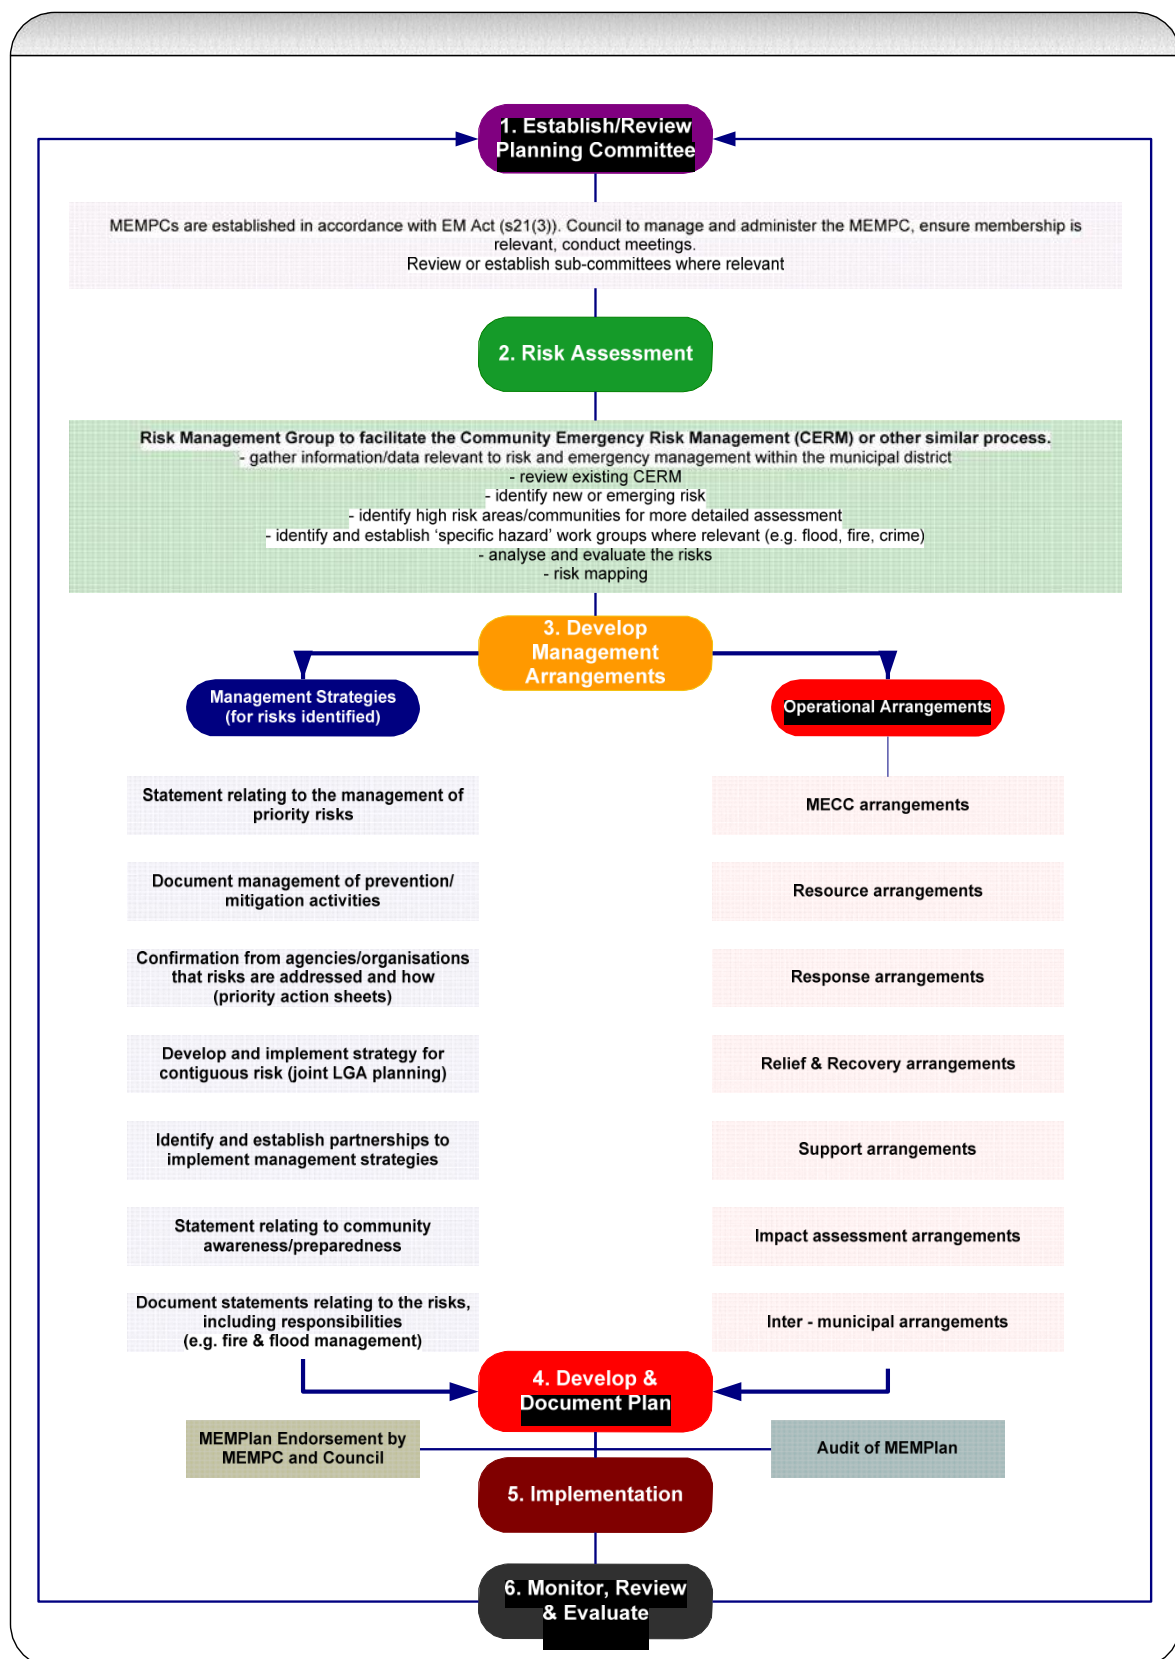 1. Establish/Review
Planning Committee
MEMPCs are established in accordance with EM Act (s21(3)). Council to manage and administer the MEMPC, ensure membership is
relevant, conduct meetings.
Review or establish sub-committees where relevant
2. Risk Assessment
Risk Management Group to facilitate the Community Emergency Risk Management (CERM) or other similar process.
- gather information/data relevant to risk and emergency management within the municipal district
- review existing CERM
- identify new or emerging risk
- identify high risk areas/communities for more detailed assessment
- identify and establish ‘specific hazard’ work groups where relevant (e.g. flood, fire, crime)
- analyse and evaluate the risks
- risk mapping
3. Develop
Management
Arrangements
Management Strategies
(for risks identified)
Statement relating to the management of
priority risks
Document management of prevention/
mitigation activities
Confirmation from agencies/organisations
that risks are addressed and how
(priority action sheets)
Develop and implement strategy for
contiguous risk (joint LGA planning)
Identify and establish partnerships to
implement management strategies
Statement relating to community
awareness/preparedness
Document statements relating to the risks,
including responsibilities
(e.g. fire & flood management)
Operational Arrangements
MECC arrangements
Resource arrangements
Response arrangements
Relief & Recovery arrangements
Support arrangements
Impact assessment arrangements
Inter - municipal arrangements
4. Develop &
Document Plan
MEMPlan Endorsement by
MEMPC and Council
Audit of MEMPlan
5. Implementation
6. Monitor, Review
& Evaluate